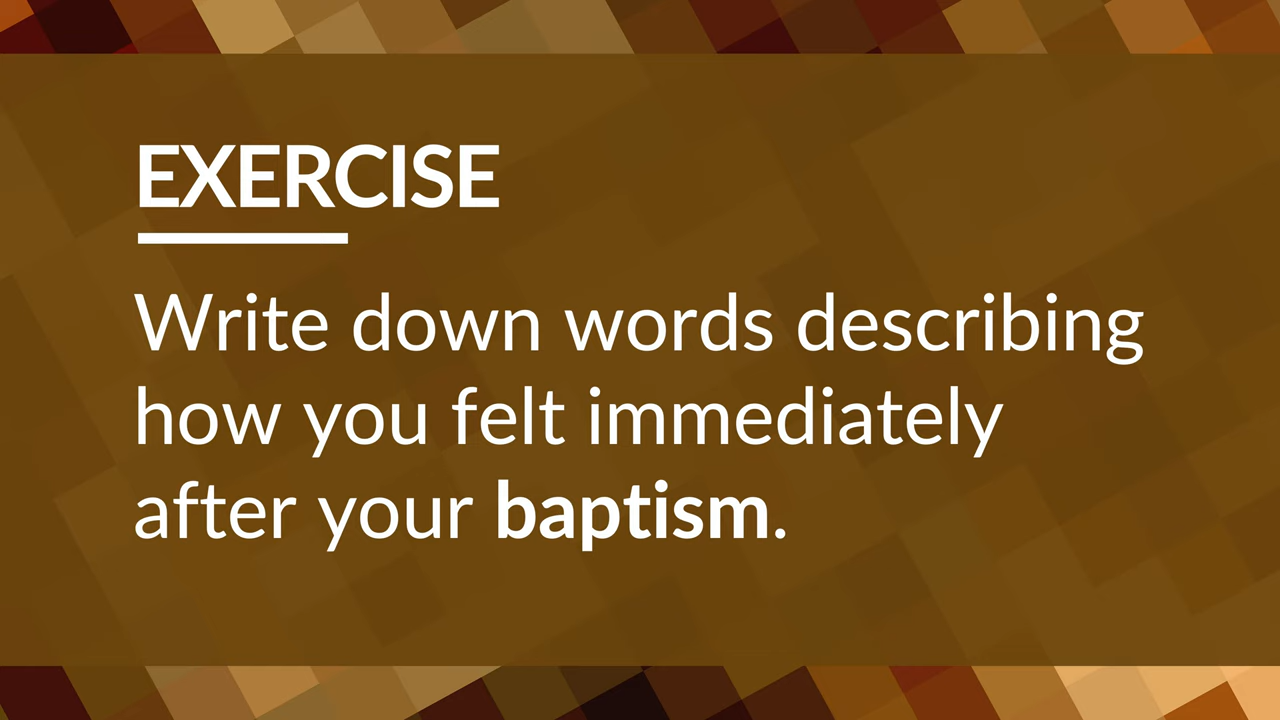 EXERCISE
Write down words describing
how you felt immediately
after your baptism.